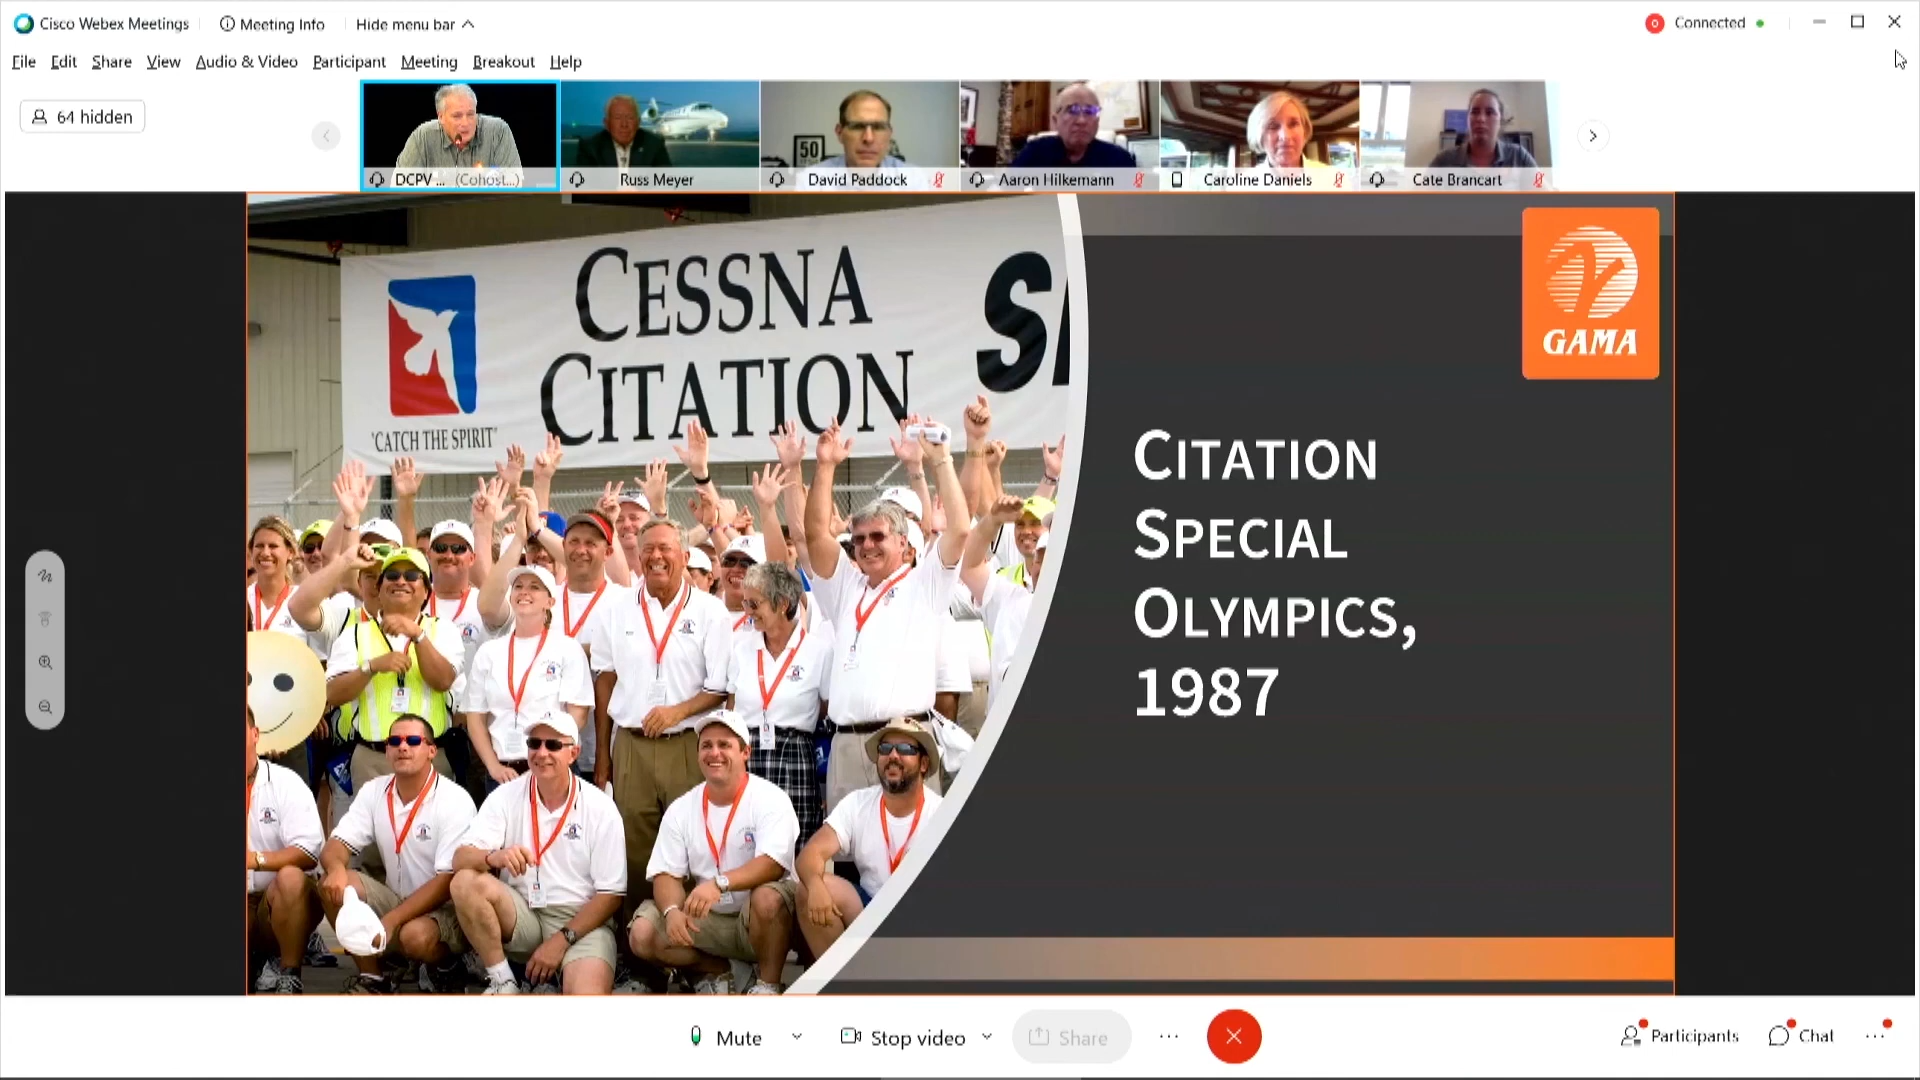 Cisco Webex Meetings
Meeting Info
Hide menu bar
Connected
File Edit Share View Audio & Video Participant Meeting Breakout Help
64 hidden
50
DCPV ... (Cohost...)
Russ Meyer
David Paddock
Aaron Hilkemann
Caroline Daniels
Cate Brancart
CESSNA
CITATION
"CATCH THE SPIRIT"
GAMA
CITATION
SPECIAL
OLYMPICS,
1987
Mute
Stop video
Share
Participants
Chat